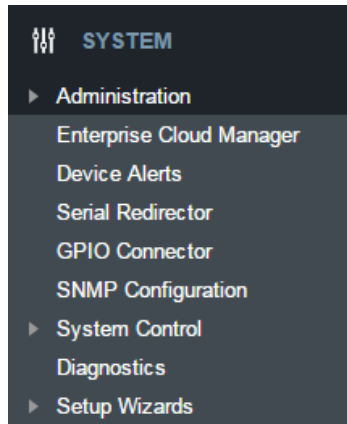 SYSTEM
Administration
Enterprise Cloud Manager
Device Alerts
Serial Redirector
GPIO Connector
SNMP Configuration
System Control
Diagnostics
Setup Wizards